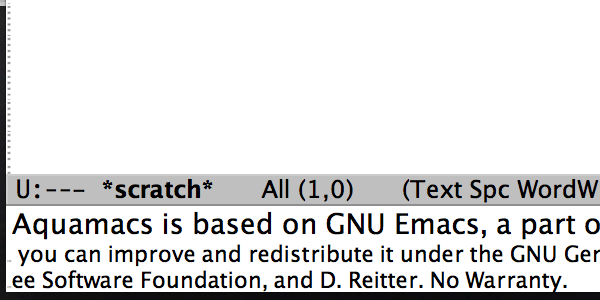 U:--- *scratch* All (1,0) (Text Spc WordW
Aquamacs is based on GNU Emacs, a part o
you can improve and redistribute it under the GNU Ger
ee Software Foundation, and D. Reitter. No Warranty.